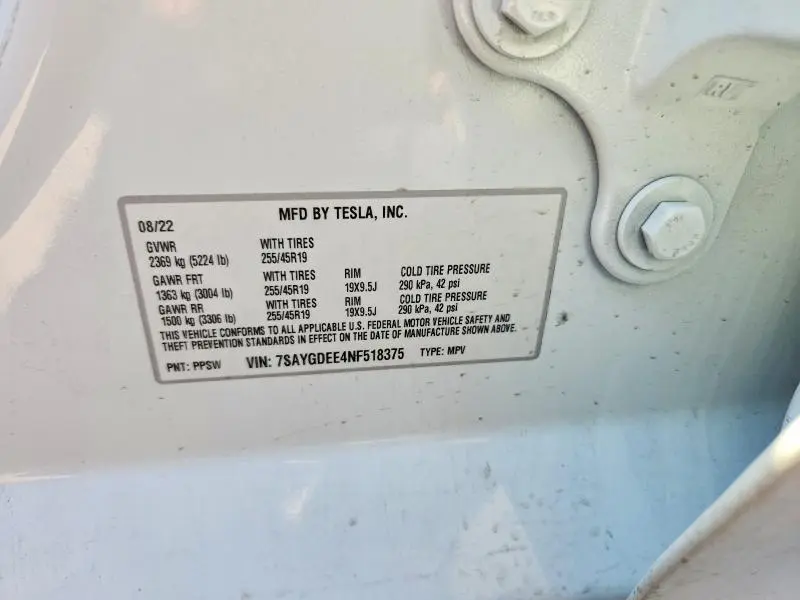 08/22 MFD BY TESLA, INC.
GVWR WITH TIRES
2369 kg (5224 lb) 255/45R19
GAWR FRT WITH TIRES RIM COLD TIRE PRESSURE
1363 kg (3004 lb) 255/45R19 19X9.5J 290 kPa, 42 psi
GAWR RR WITH TIRES RIM COLD TIRE PRESSURE
1500 kg (3306 lb) 255/45R19 19X9.5J 290 kPa, 42 psi
THIS VEHICLE CONFORMS TO ALL APPLICABLE U.S. FEDERAL MOTOR VEHICLE SAFETY AND
THEFT PREVENTION STANDARDS IN EFFECT ON THE DATE OF MANUFACTURE SHOWN ABOVE.
PNT: PPSW VIN: 7SAYGDEE4NF518375 TYPE: MPV